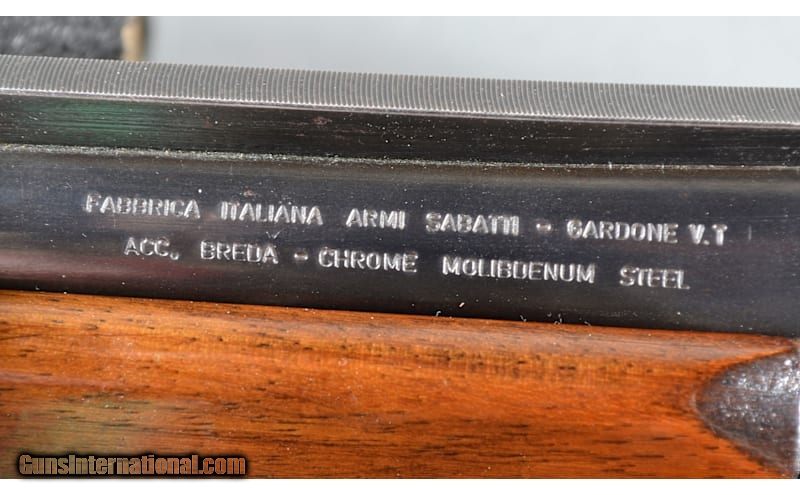 FABBRICA ITALIANA ARMI SABATTI - GARDONE V.T
ACC. BREDA - CHROME MOLIBDENUM STEEL
GunsInternational.com